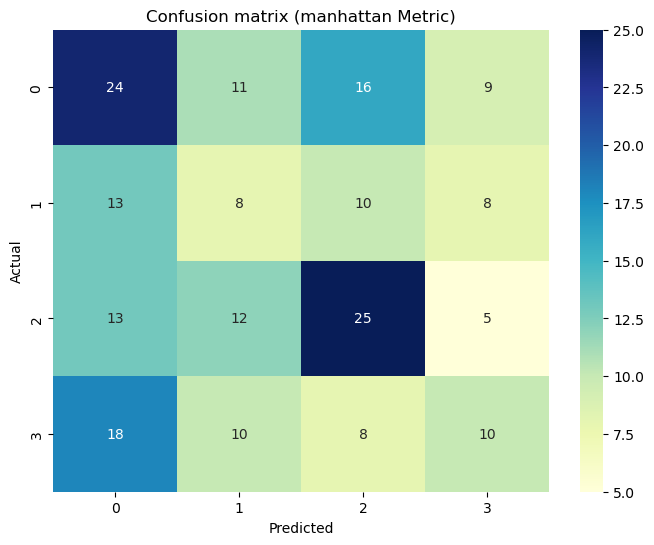 Confusion matrix (manhattan Metric)
25.0
0 24 11 16 9
22.5
20.0
1 13 8 10 8
17.5
Actual
15.0
2 13 12 25 5
12.5
10.0
3 18 10 8 10
7.5
5.0
0 1 2 3
Predicted